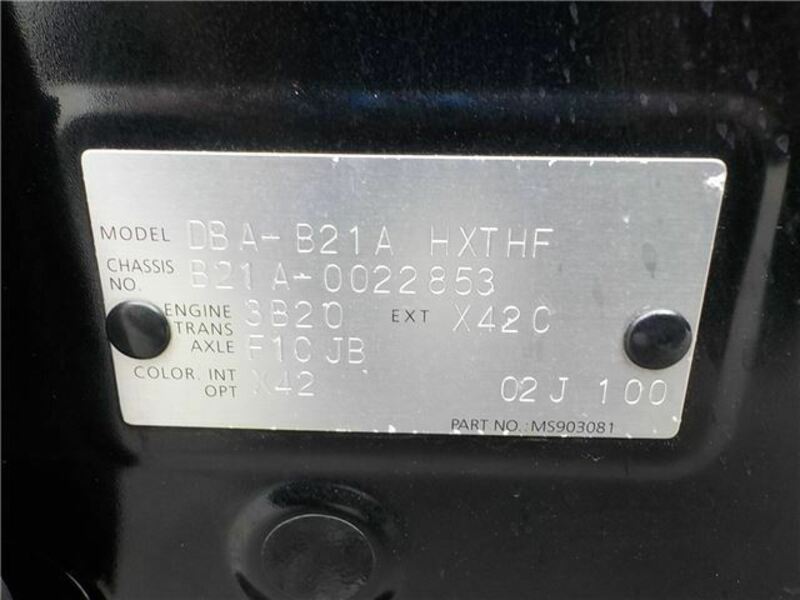 MODEL DBA-B21A HXTHF
CHASSIS NO. B21A-0022853
ENGINE 3B20 EXT X42C
TRANS AXLE F1CJB
COLOR. INT OPT X42 02J 100
PART NO.: MS903081